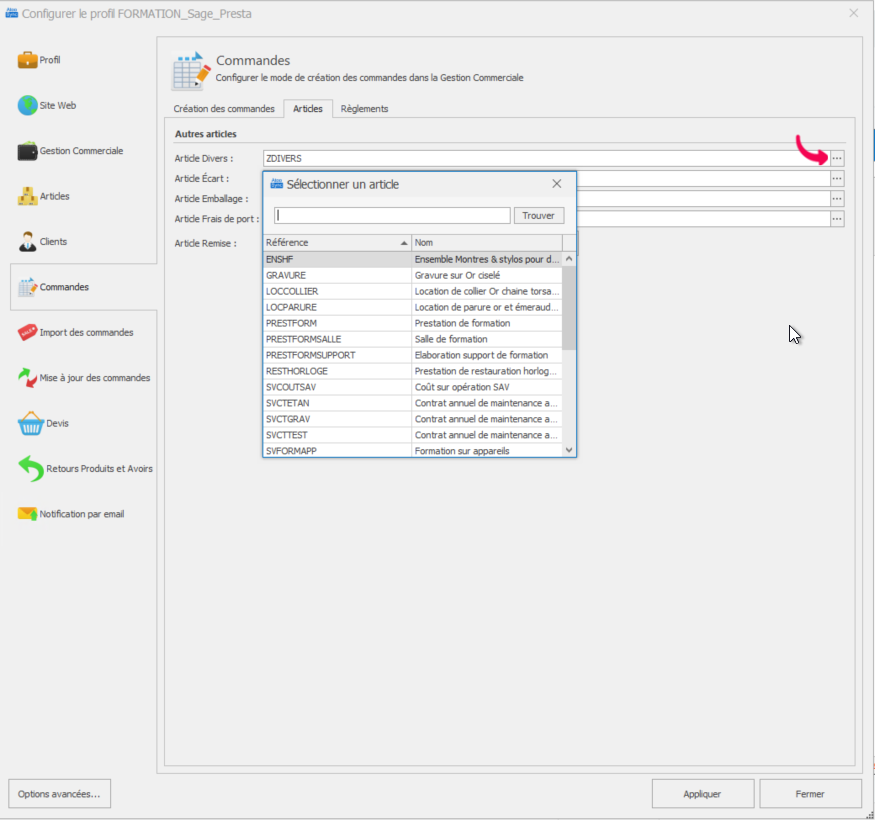 Configurer le profil FORMATION_Sage_Presta
Profil
Site Web
Gestion Commerciale
Articles
Clients
Commandes
Import des commandes
Mise à jour des commandes
Devis
Retours Produits et Avoirs
Notification par email
Commandes
Configurer le mode de création des commandes dans la Gestion Commerciale
Création des commandes Articles Règlements
Autres articles
Article Divers : ZDIVERS ...
Article Écart : ...
Article Emballage : ...
Article Frais de port : ...
Article Remise :
Sélectionner un article
Trouver
Référence Nom
ENSHF Ensemble Montres & stylos pour d...
GRAVURE Gravure sur Or ciselé
LOCCOLLIER Location de collier Or chaine torsa...
LOCPARURE Location de parure or et émeraud...
PRESTFORM Prestation de formation
PRESTFORMSALLE Salle de formation
PRESTFORMSUPPORT Elaboration support de formation
RESTHORLOGE Prestation de restauration horlog...
SVCOUTSAV Coût sur opération SAV
SVCTETAN Contrat annuel de maintenance a...
SVCTGRAV Contrat annuel de maintenance a...
SVCTTEST Contrat annuel de maintenance a...
SVFORMAPP Formation sur appareils
Options avancées... Appliquer Fermer